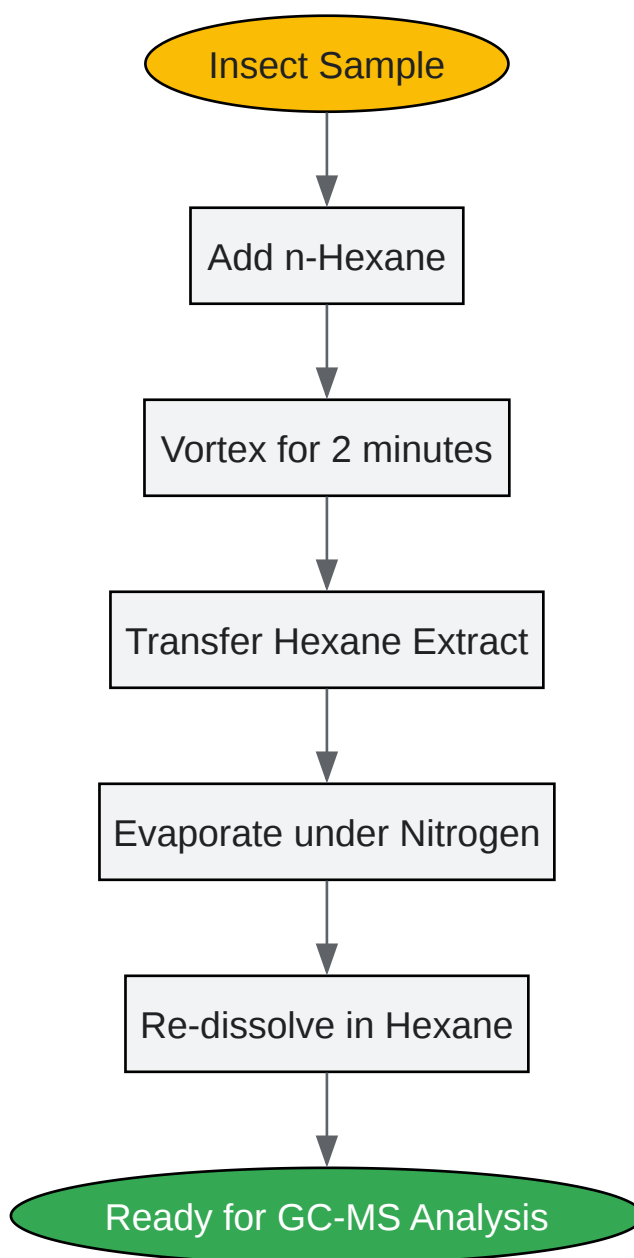 Insect Sample
Add n-Hexane
Vortex for 2 minutes
Transfer Hexane Extract
Evaporate under Nitrogen
Re-dissolve in Hexane
Ready for GC-MS Analysis